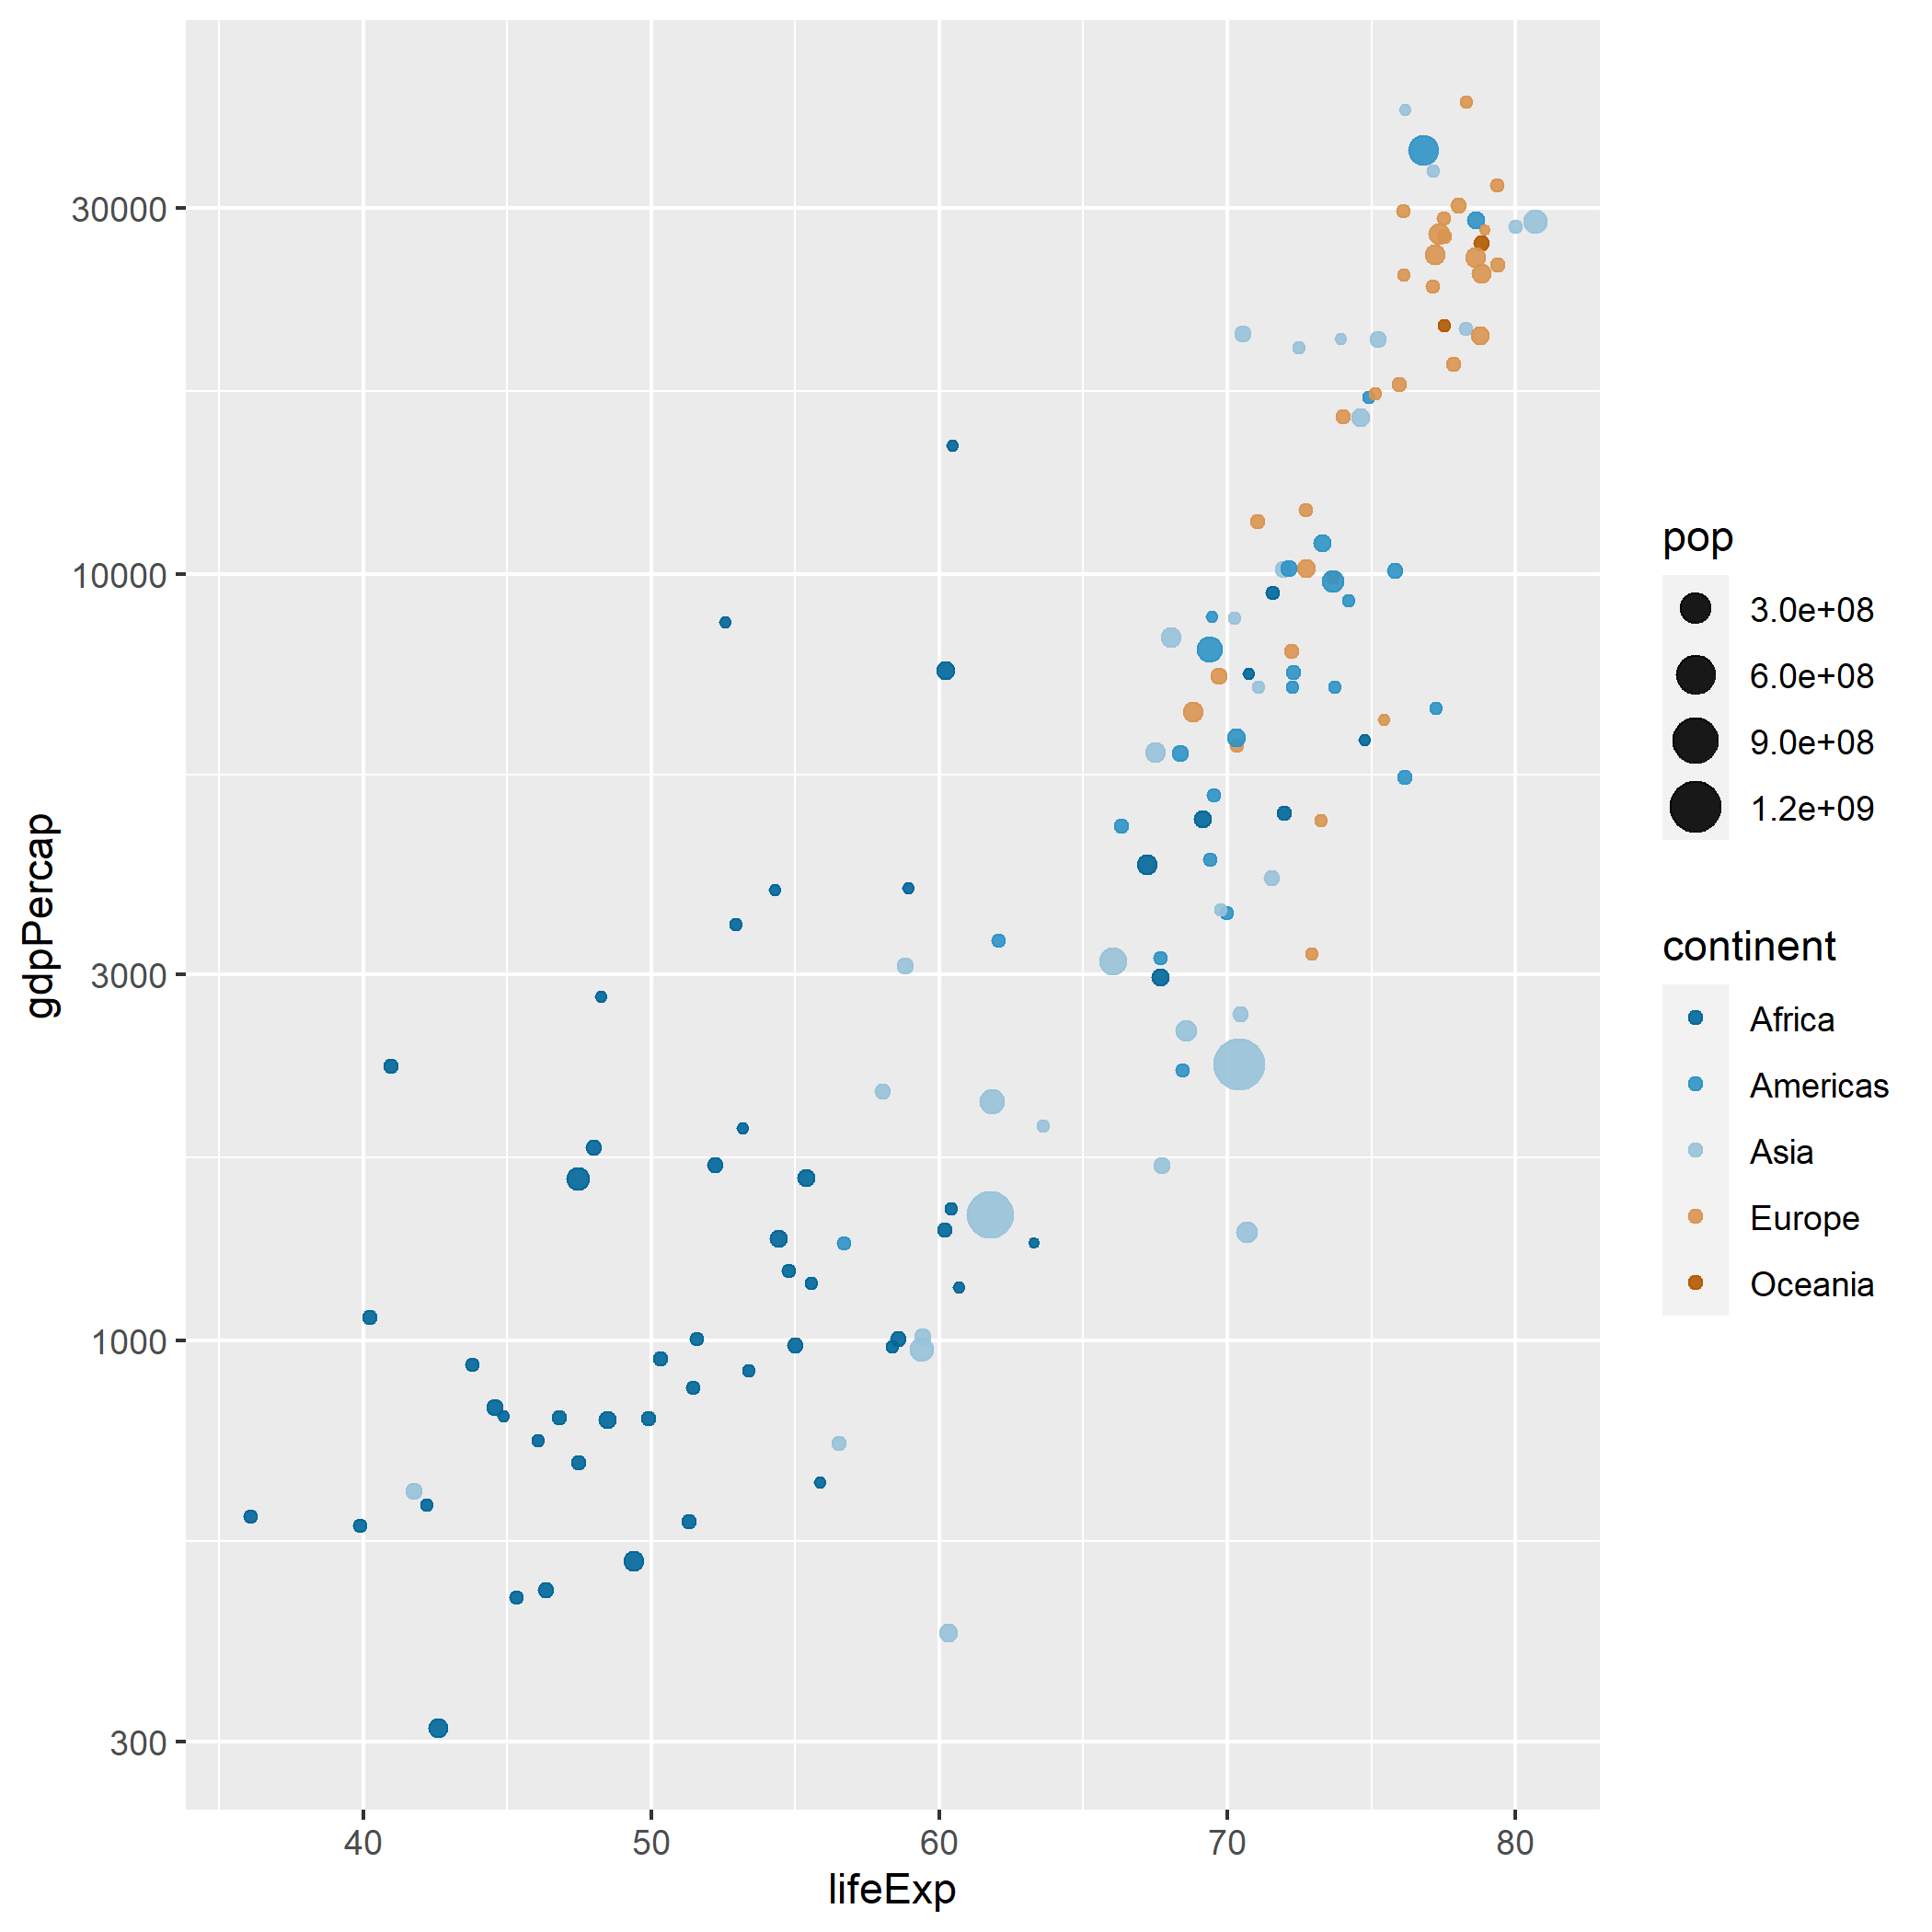 30000
10000
3000
1000
300
gdpPercap
40 50 60 70 80
lifeExp
pop
3.0e+08
6.0e+08
9.0e+08
1.2e+09
continent
Africa
Americas
Asia
Europe
Oceania